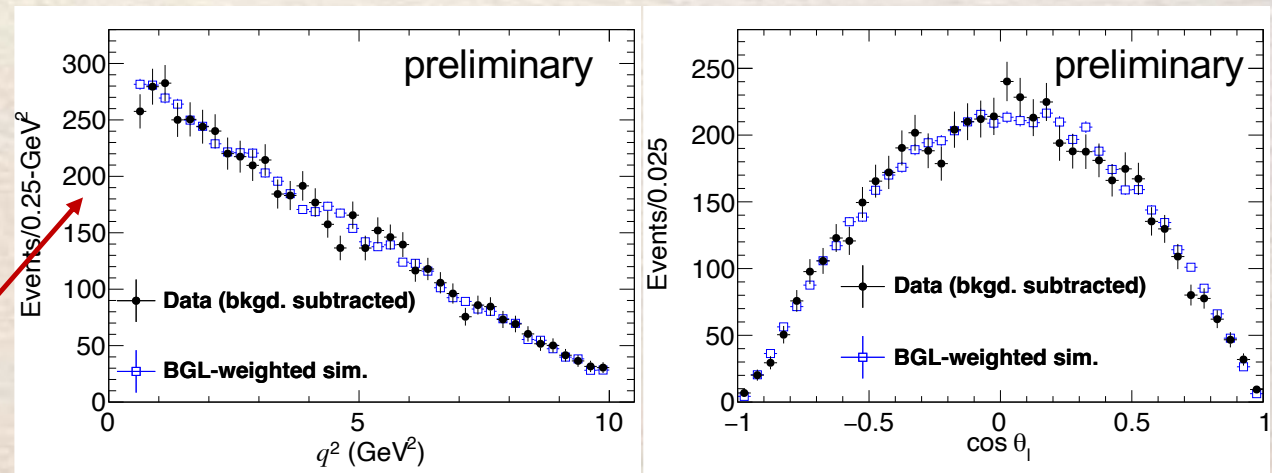 preliminary
Events/0.25-GeV²
300
250
200
150
100
50
0
Data (bkgd. subtracted)
BGL-weighted sim.
0 5 10
q² (GeV²)
preliminary
Events/0.025
250
200
150
100
50
0
Data (bkgd. subtracted)
BGL-weighted sim.
−1 −0.5 0 0.5 1
cos θl